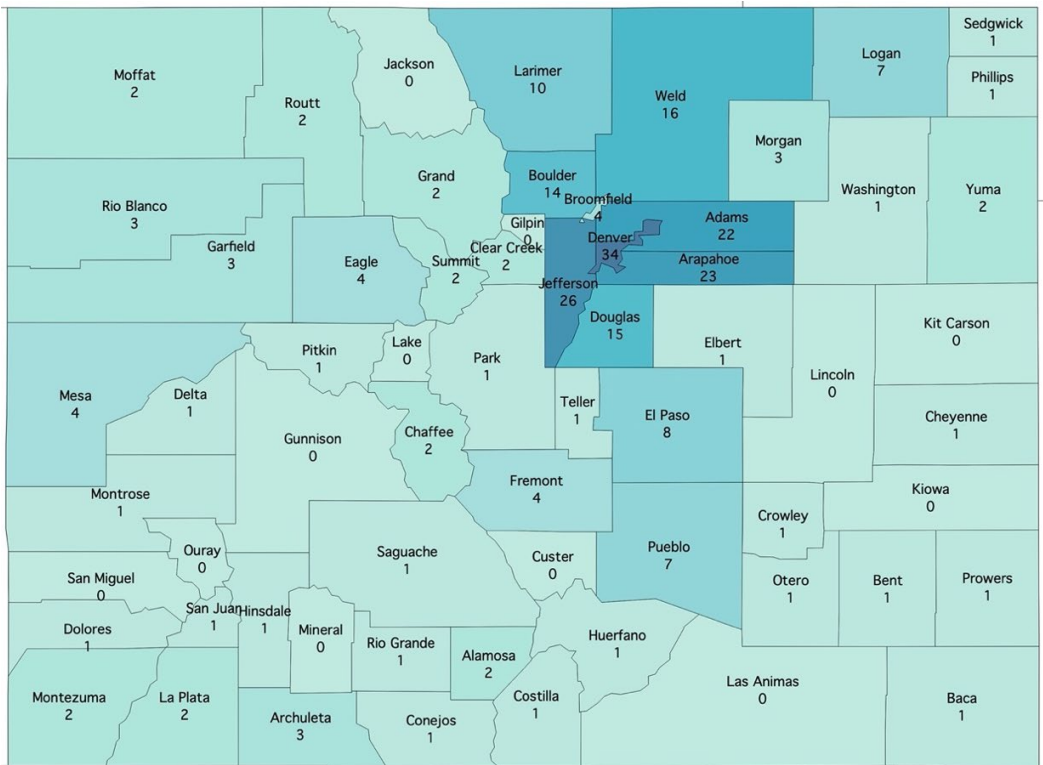 Sedgwick
1
Jackson
0
Logan
7
Larimer
10
Moffat
2
Phillips
1
Weld
16
Routt
2
Morgan
3
Grand
2
Boulder
14
Washington
1
Yuma
2
Broomfield
4
Rio Blanco
3
Adams
22
Gilpin
0
Denver
34
Garfield
3
Clear Creek
2
Eagle
4
Summit
2
Arapahoe
23
Jefferson
26
Douglas
15
Kit Carson
0
Elbert
1
Lake
0
Pitkin
1
Park
1
Lincoln
0
Mesa
4
Delta
1
Teller
1
El Paso
8
Cheyenne
1
Chaffee
2
Gunnison
0
Fremont
4
Kiowa
0
Montrose
1
Crowley
1
Pueblo
7
Ouray
0
Saguache
1
Custer
0
San Miguel
0
Otero
1
Bent
1
Prowers
1
San Juan
1
Hinsdale
1
Dolores
1
Mineral
0
Rio Grande
1
Huerfano
1
Alamosa
2
Las Animas
0
Montezuma
2
La Plata
2
Costilla
1
Baca
1
Archuleta
3
Conejos
1